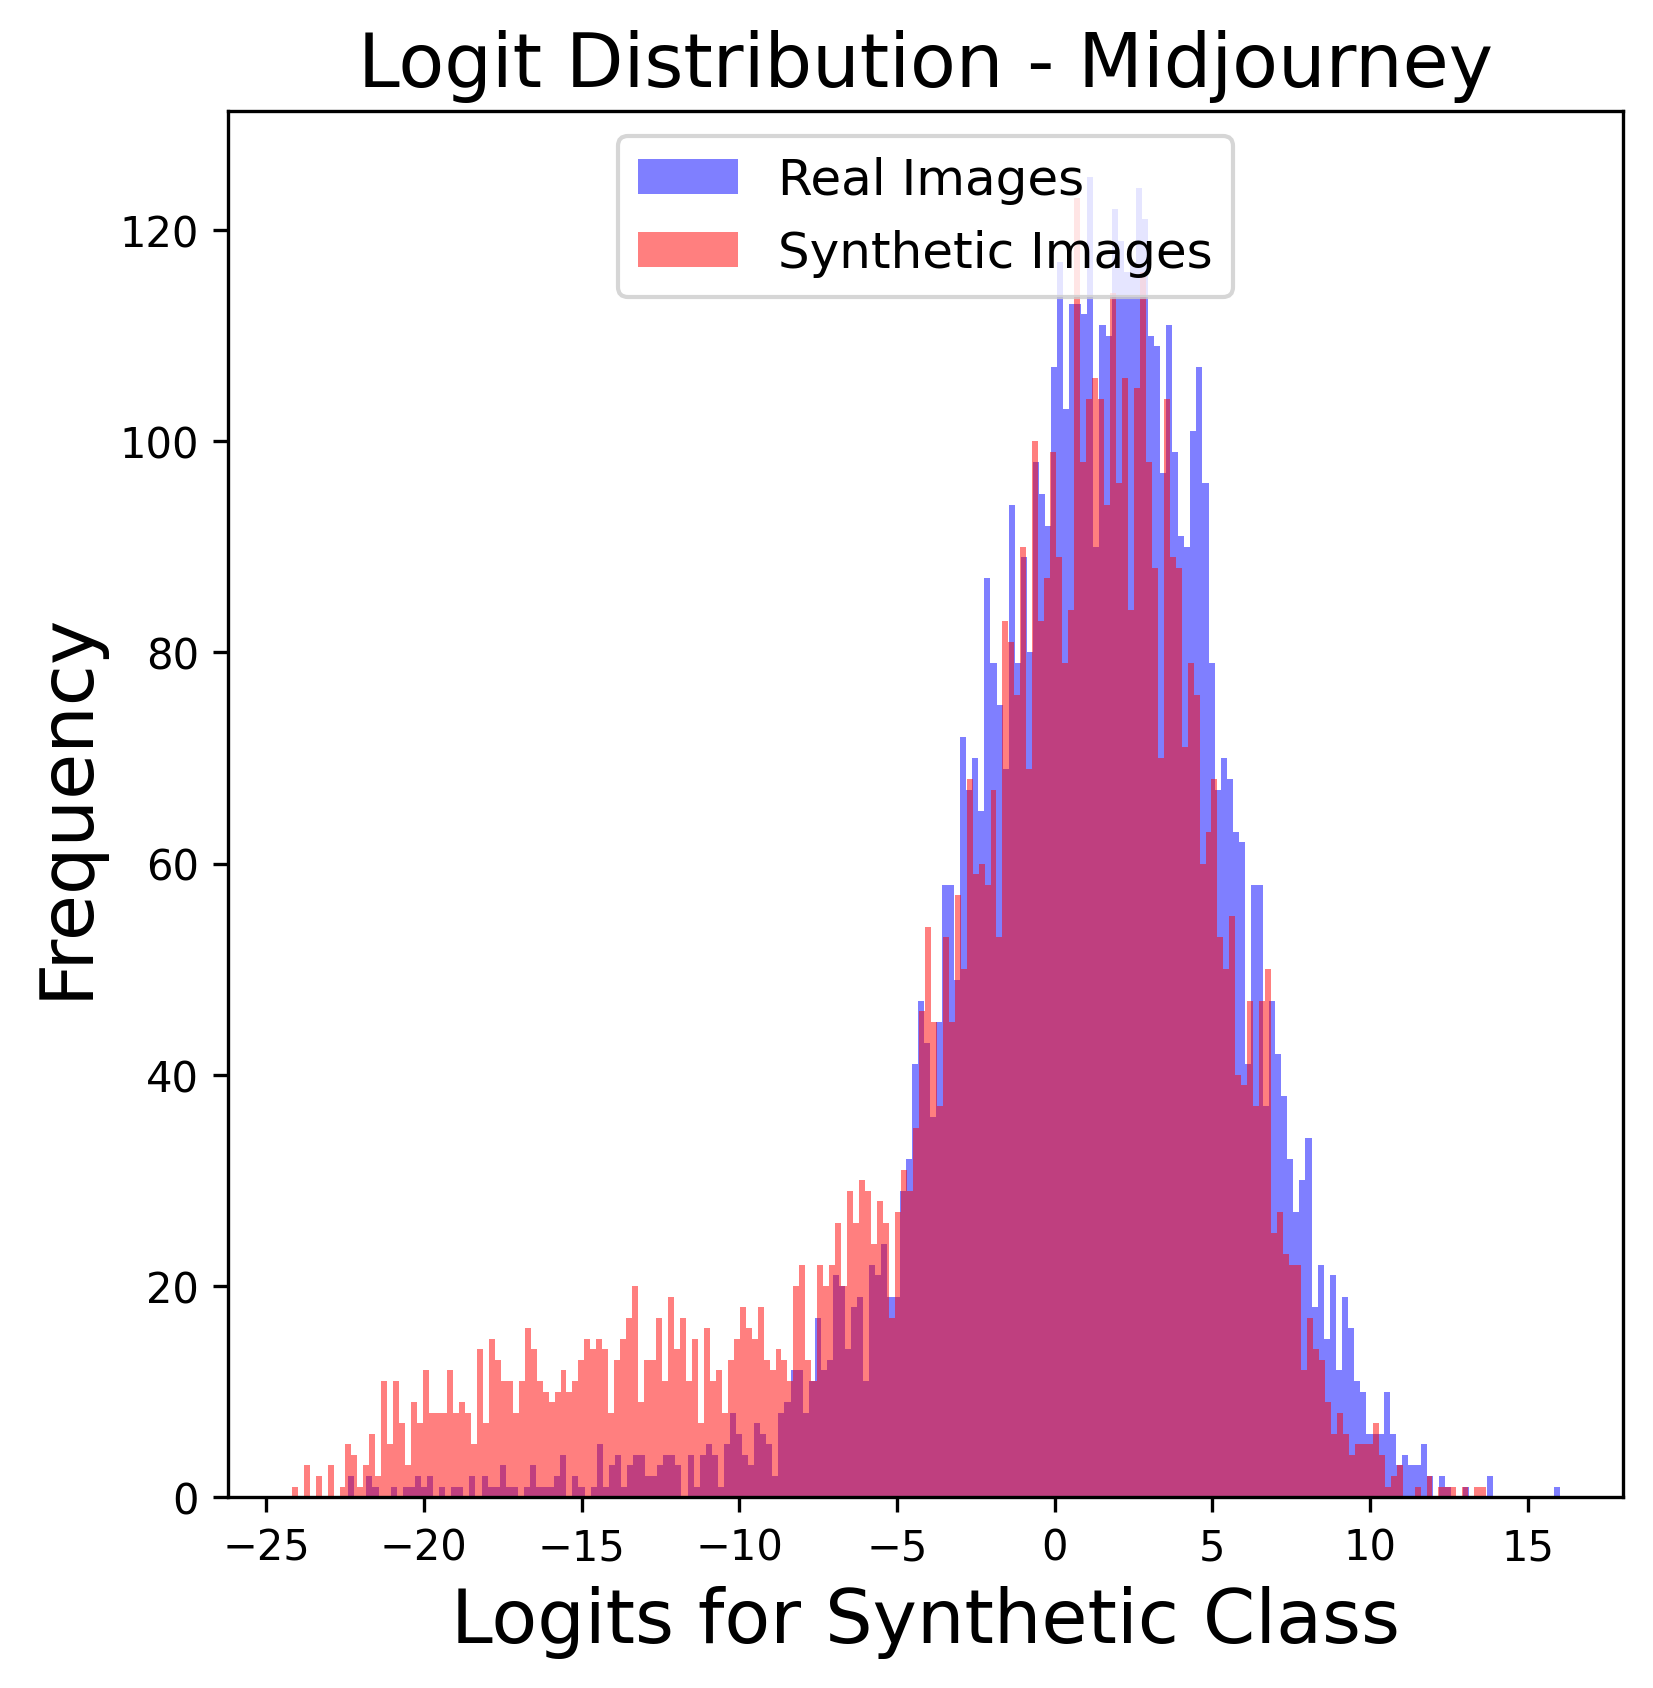 Logit Distribution - Midjourney
Real Images
Synthetic Images
Frequency
120
100
80
60
40
20
0
−25 −20 −15 −10 −5 0 5 10 15
Logits for Synthetic Class